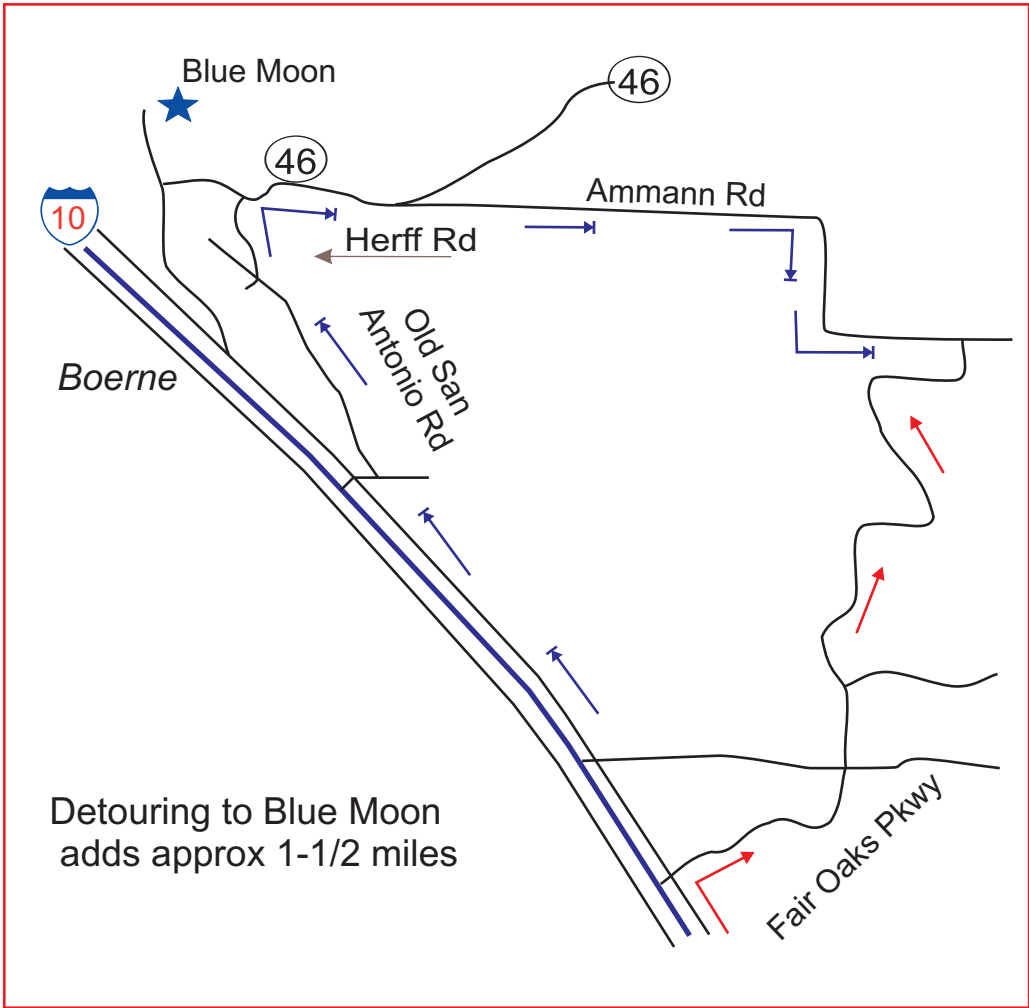 Blue Moon
46
46
10
Ammann Rd
Herff Rd
Old San
Antonio Rd
Boerne
Detouring to Blue Moon
adds approx 1-1/2 miles
Fair Oaks Pkwy